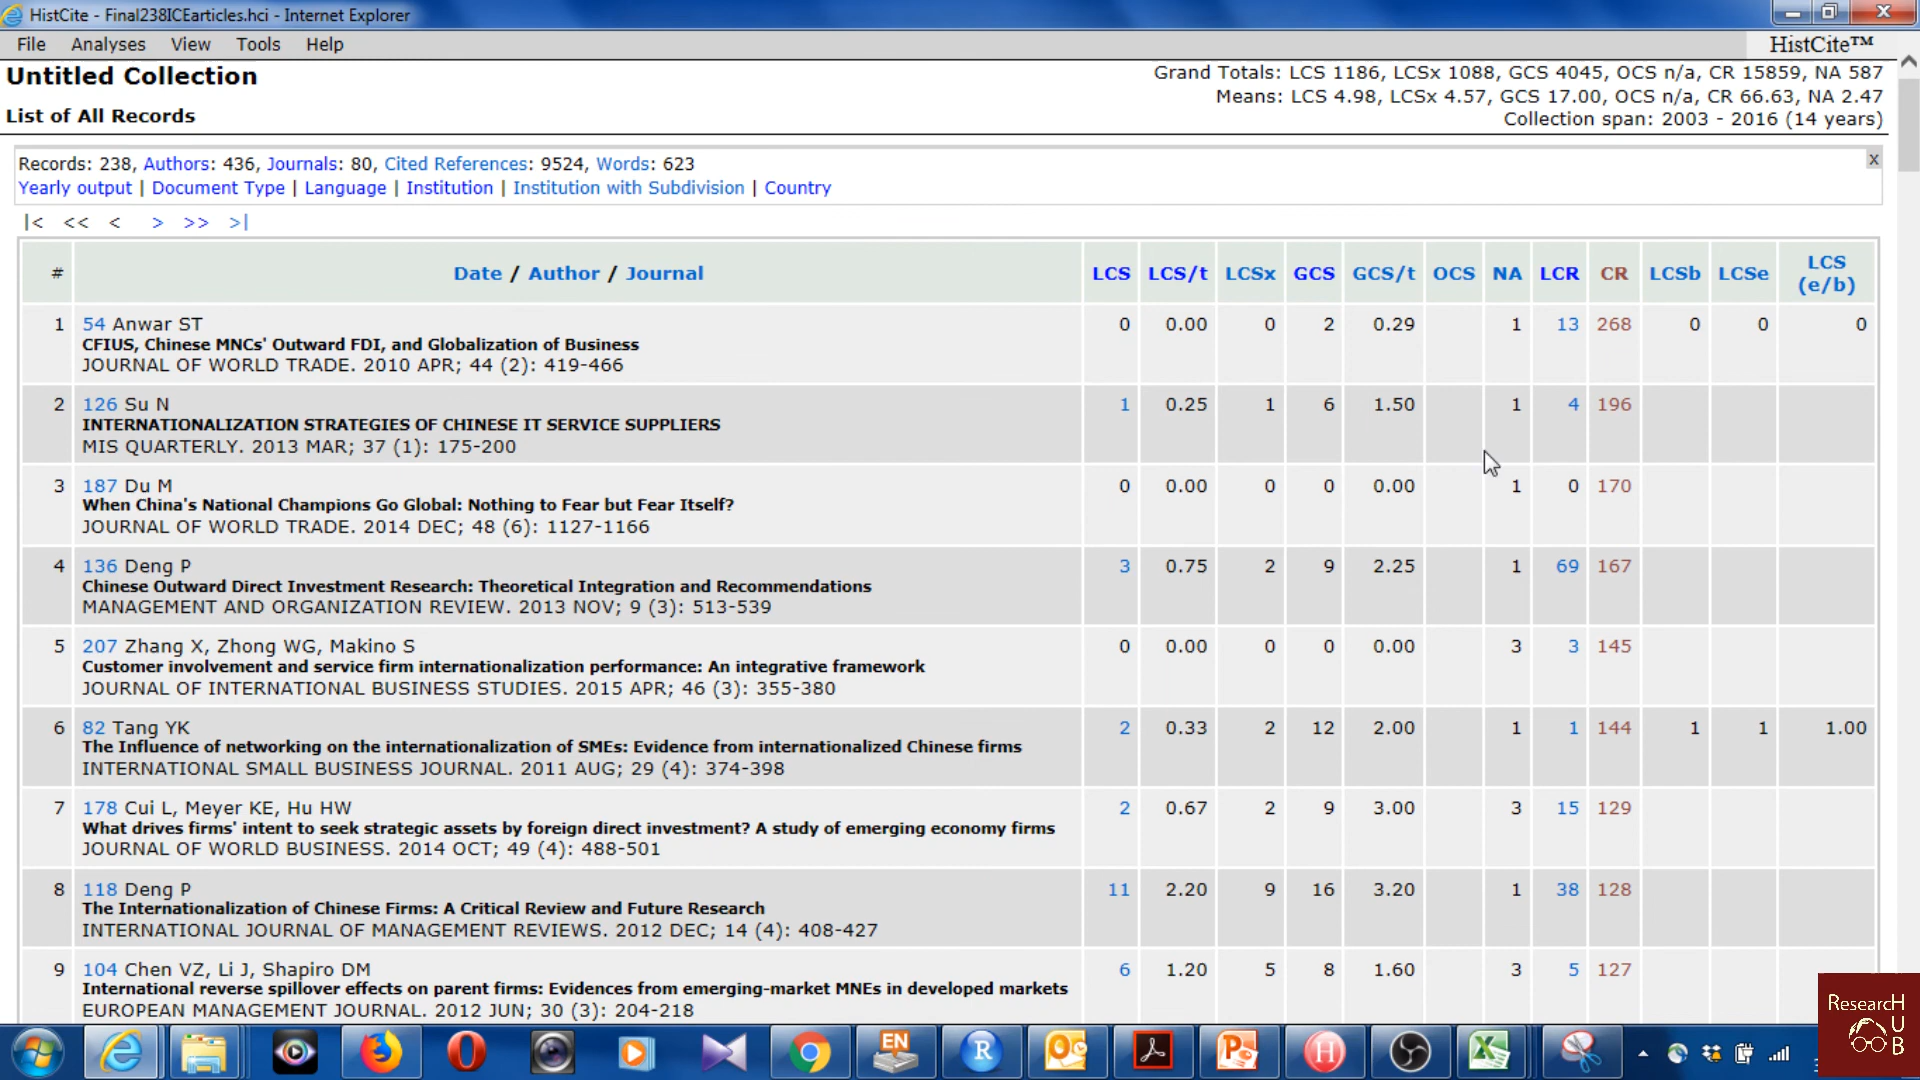 HistCite - Final238ICEarticles.hci - Internet Explorer
File Analyses View Tools Help
HistCite™
Untitled Collection
List of All Records
Grand Totals: LCS 1186, LCSx 1088, GCS 4045, OCS n/a, CR 15859, NA 587
Means: LCS 4.98, LCSx 4.57, GCS 17.00, OCS n/a, CR 66.63, NA 2.47
Collection span: 2003 - 2016 (14 years)
Records: 238, Authors: 436, Journals: 80, Cited References: 9524, Words: 623
x
Yearly output | Document Type | Language | Institution | Institution with Subdivision | Country
|< << < > >> >|
# Date / Author / Journal LCS LCS/t LCSx GCS GCS/t OCS NA LCR CR LCSb LCSe LCS (e/b)
1 54 Anwar ST 0 0.00 0 2 0.29 1 13 268 0 0 0
CFIUS, Chinese MNCs' Outward FDI, and Globalization of Business
JOURNAL OF WORLD TRADE. 2010 APR; 44 (2): 419-466
2 126 Su N 1 0.25 1 6 1.50 1 4 196
INTERNATIONALIZATION STRATEGIES OF CHINESE IT SERVICE SUPPLIERS
MIS QUARTERLY. 2013 MAR; 37 (1): 175-200
3 187 Du M 0 0.00 0 0 0.00 1 0 170
When China's National Champions Go Global: Nothing to Fear but Fear Itself?
JOURNAL OF WORLD TRADE. 2014 DEC; 48 (6): 1127-1166
4 136 Deng P 3 0.75 2 9 2.25 1 69 167
Chinese Outward Direct Investment Research: Theoretical Integration and Recommendations
MANAGEMENT AND ORGANIZATION REVIEW. 2013 NOV; 9 (3): 513-539
5 207 Zhang X, Zhong WG, Makino S 0 0.00 0 0 0.00 3 3 145
Customer involvement and service firm internationalization performance: An integrative framework
JOURNAL OF INTERNATIONAL BUSINESS STUDIES. 2015 APR; 46 (3): 355-380
6 82 Tang YK 2 0.33 2 12 2.00 1 1 144 1 1 1.00
The Influence of networking on the internationalization of SMEs: Evidence from internationalized Chinese firms
INTERNATIONAL SMALL BUSINESS JOURNAL. 2011 AUG; 29 (4): 374-398
7 178 Cui L, Meyer KE, Hu HW 2 0.67 2 9 3.00 3 15 129
What drives firms' intent to seek strategic assets by foreign direct investment? A study of emerging economy firms
JOURNAL OF WORLD BUSINESS. 2014 OCT; 49 (4): 488-501
8 118 Deng P 11 2.20 9 16 3.20 1 38 128
The Internationalization of Chinese Firms: A Critical Review and Future Research
INTERNATIONAL JOURNAL OF MANAGEMENT REVIEWS. 2012 DEC; 14 (4): 408-427
9 104 Chen VZ, Li J, Shapiro DM 6 1.20 5 8 1.60 3 5 127
International reverse spillover effects on parent firms: Evidences from emerging-market MNEs in developed markets
EUROPEAN MANAGEMENT JOURNAL. 2012 JUN; 30 (3): 204-218
ResearcHUB
EN
R
H